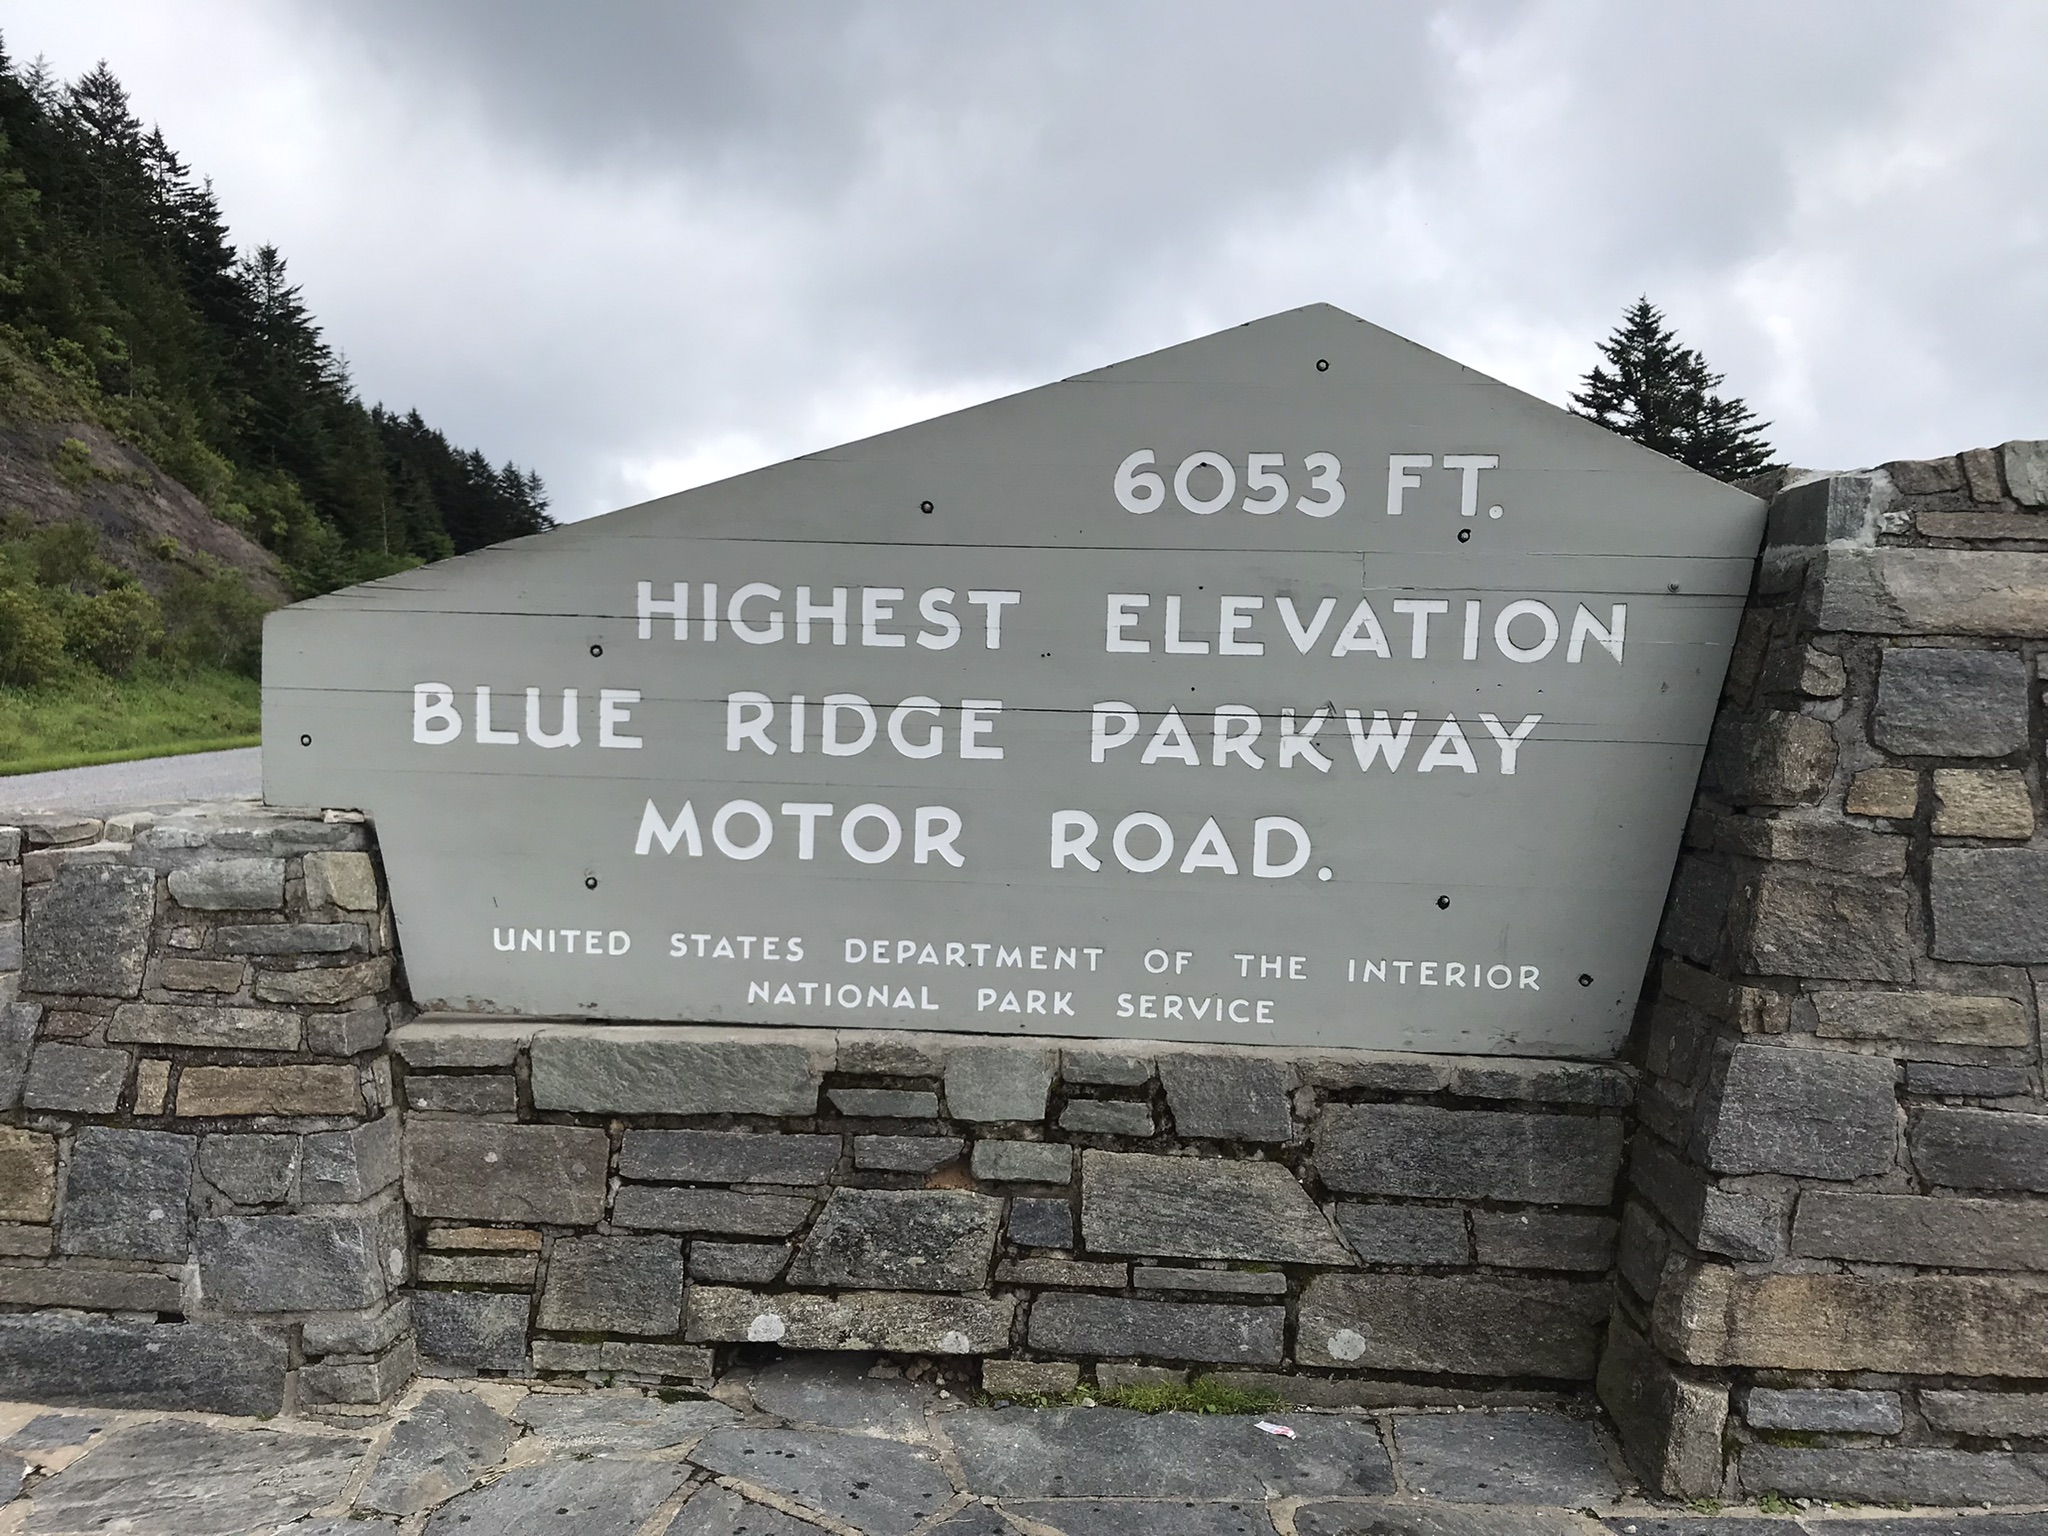 6053 FT.
HIGHEST ELEVATION
BLUE RIDGE PARKWAY
MOTOR ROAD.
UNITED STATES DEPARTMENT OF THE INTERIOR
NATIONAL PARK SERVICE